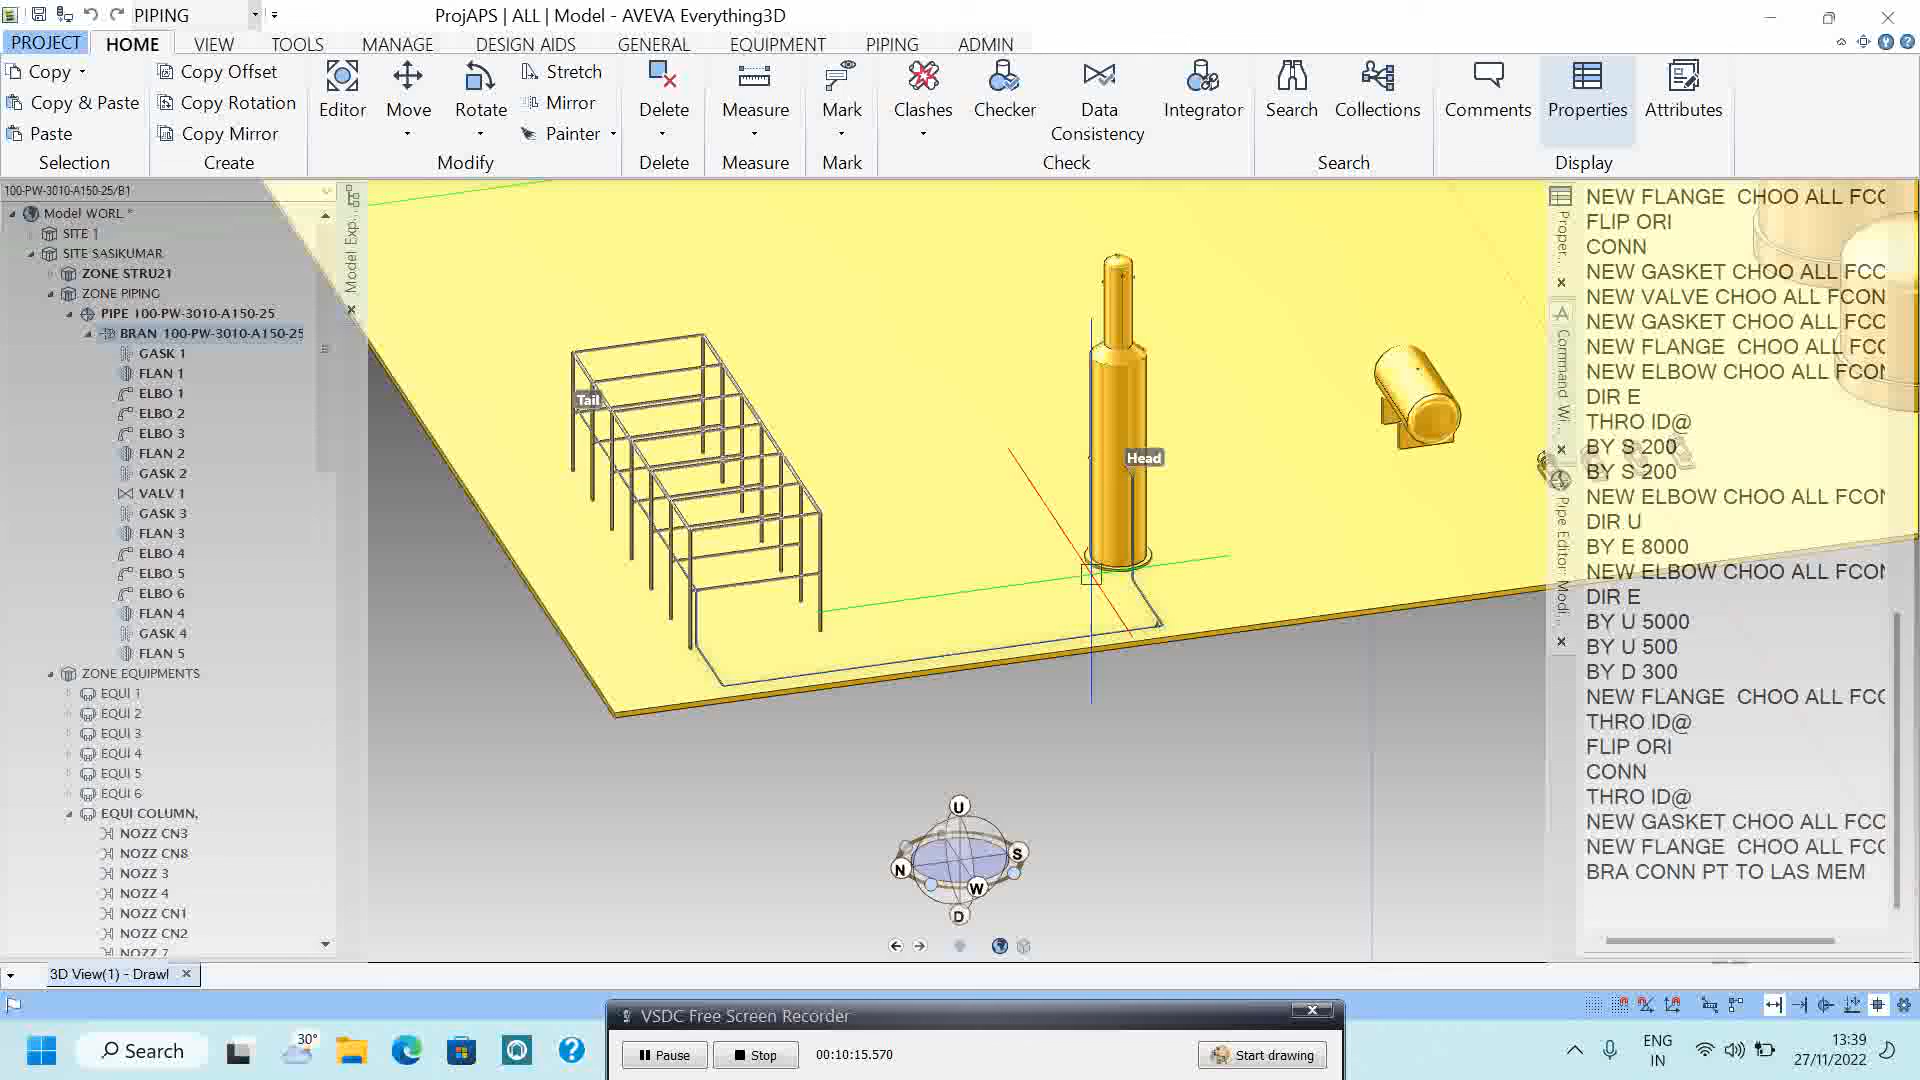 PIPING
ProjAPS | ALL | Model - AVEVA Everything3D
PROJECT HOME VIEW TOOLS MANAGE DESIGN AIDS GENERAL EQUIPMENT PIPING ADMIN
Copy
Copy & Paste
Paste
Selection
Copy Offset
Copy Rotation
Copy Mirror
Create
Editor
Move
Rotate
Stretch
Mirror
Painter
Modify
Delete
Delete
Measure
Measure
Mark
Mark
Clashes
Checker
Data
Consistency
Integrator
Check
Search
Collections
Search
Comments
Properties
Attributes
Display
100-PW-3010-A150-25/B1
Model WORL *
SITE 1
SITE SASIKUMAR
ZONE STRU21
ZONE PIPING
PIPE 100-PW-3010-A150-25
BRAN 100-PW-3010-A150-25
GASK 1
FLAN 1
ELBO 1
ELBO 2
ELBO 3
FLAN 2
GASK 2
VALV 1
GASK 3
FLAN 3
ELBO 4
ELBO 5
ELBO 6
FLAN 4
GASK 4
FLAN 5
ZONE EQUIPMENTS
EQUI 1
EQUI 2
EQUI 3
EQUI 4
EQUI 5
EQUI 6
EQUI COLUMN,
NOZZ CN3
NOZZ CN8
NOZZ 3
NOZZ 4
NOZZ CN1
NOZZ CN2
NOZZ 7
Model Exp...
Tail
Head
U
S
N
W
D
Proper...
Command Wi...
Pipe Editor: Modi...
NEW FLANGE CHOO ALL FCO
FLIP ORI
CONN
NEW GASKET CHOO ALL FCC
NEW VALVE CHOO ALL FCON
NEW GASKET CHOO ALL FCC
NEW FLANGE CHOO ALL FCC
NEW ELBOW CHOO ALL FCON
DIR E
THRO ID@
BY S 200
BY S 200
NEW ELBOW CHOO ALL FCON
DIR U
BY E 8000
NEW ELBOW CHOO ALL FCON
DIR E
BY U 5000
BY U 500
BY D 300
NEW FLANGE CHOO ALL FCC
THRO ID@
FLIP ORI
CONN
THRO ID@
NEW GASKET CHOO ALL FCC
NEW FLANGE CHOO ALL FCC
BRA CONN PT TO LAS MEM
3D View(1) - Drawl
VSDC Free Screen Recorder
Pause
Stop
00:10:15.570
Start drawing
30°
Search
ENG
IN
13:39
27/11/2022